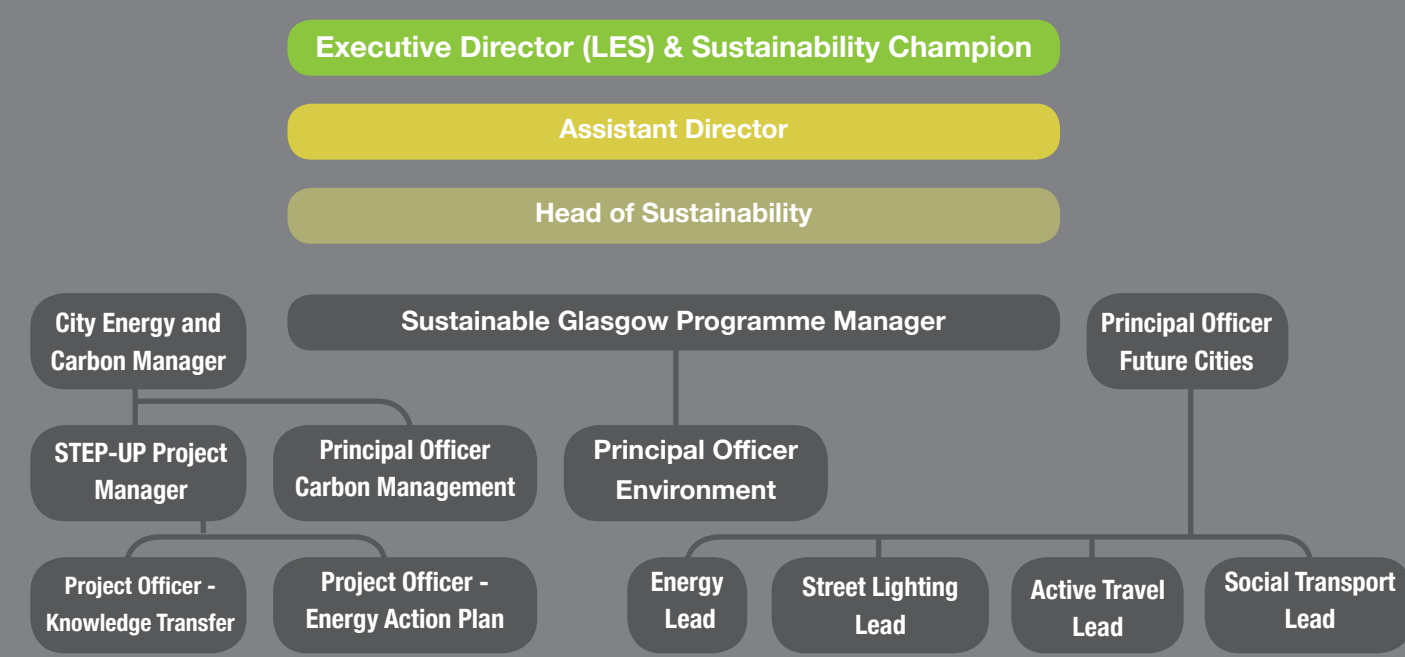 Executive Director (LES) & Sustainability Champion
Assistant Director
Head of Sustainability
City Energy and
Carbon Manager
Sustainable Glasgow Programme Manager
Principal Officer
Future Cities
STEP-UP Project
Manager
Principal Officer
Carbon Management
Principal Officer
Environment
Project Officer -
Knowledge Transfer
Project Officer -
Energy Action Plan
Energy
Lead
Street Lighting
Lead
Active Travel
Lead
Social Transport
Lead